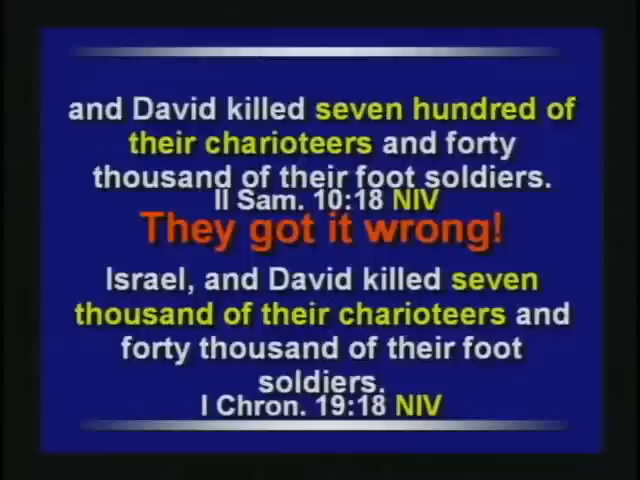 and David killed seven hundred of
their charioteers and forty
thousand of their foot soldiers.
II Sam. 10:18 NIV
They got it wrong!
Israel, and David killed seven
thousand of their charioteers and
forty thousand of their foot
soldiers.
I Chron. 19:18 NIV